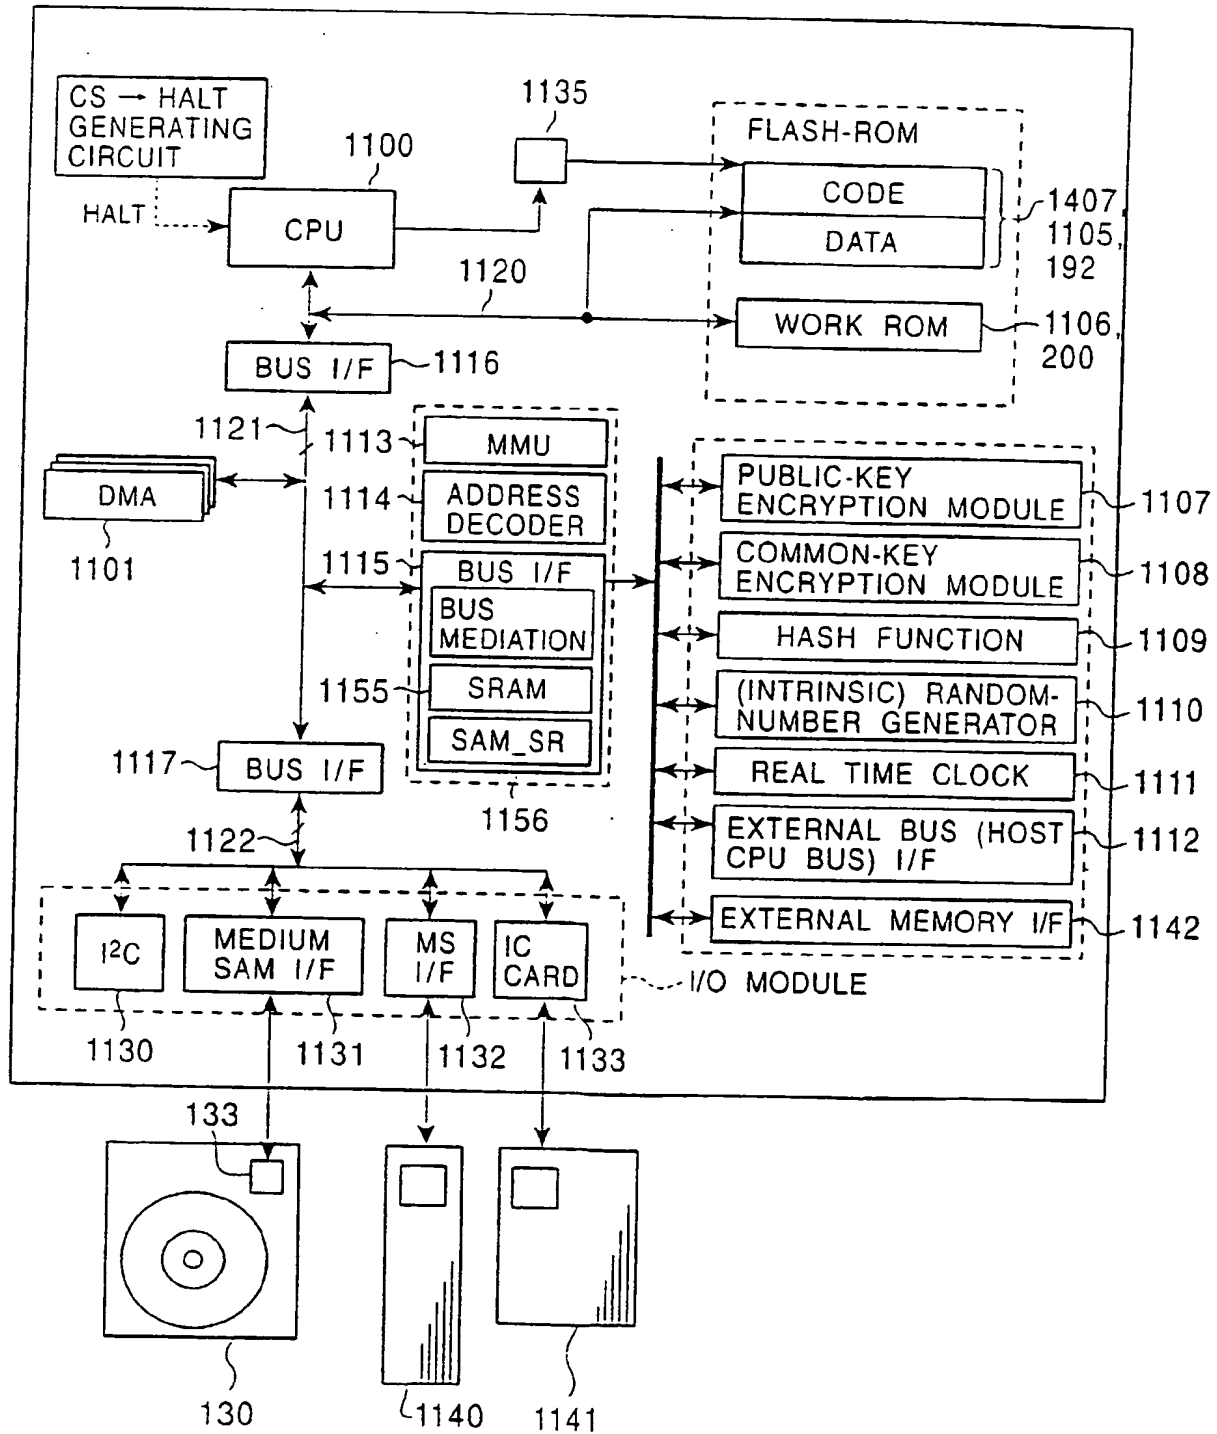 CS → HALT
GENERATING
CIRCUIT
HALT
1100
CPU
1135
FLASH-ROM
CODE
DATA
1407,
1105,
192
WORK ROM
1106,
200
1120
BUS I/F
1116
1121
DMA
1101
1113
MMU
1114
ADDRESS
DECODER
1115
BUS I/F
BUS
MEDIATION
1155
SRAM
SAM_SR
1156
PUBLIC-KEY
ENCRYPTION MODULE
1107
COMMON-KEY
ENCRYPTION MODULE
1108
HASH FUNCTION
1109
(INTRINSIC) RANDOM-
NUMBER GENERATOR
1110
REAL TIME CLOCK
1111
EXTERNAL BUS (HOST
CPU BUS) I/F
1112
EXTERNAL MEMORY I/F
1142
1117
BUS I/F
1122
I²C
MEDIUM
SAM I/F
MS
I/F
IC
CARD
I/O MODULE
1130
1131
1132
1133
133
130
1140
1141